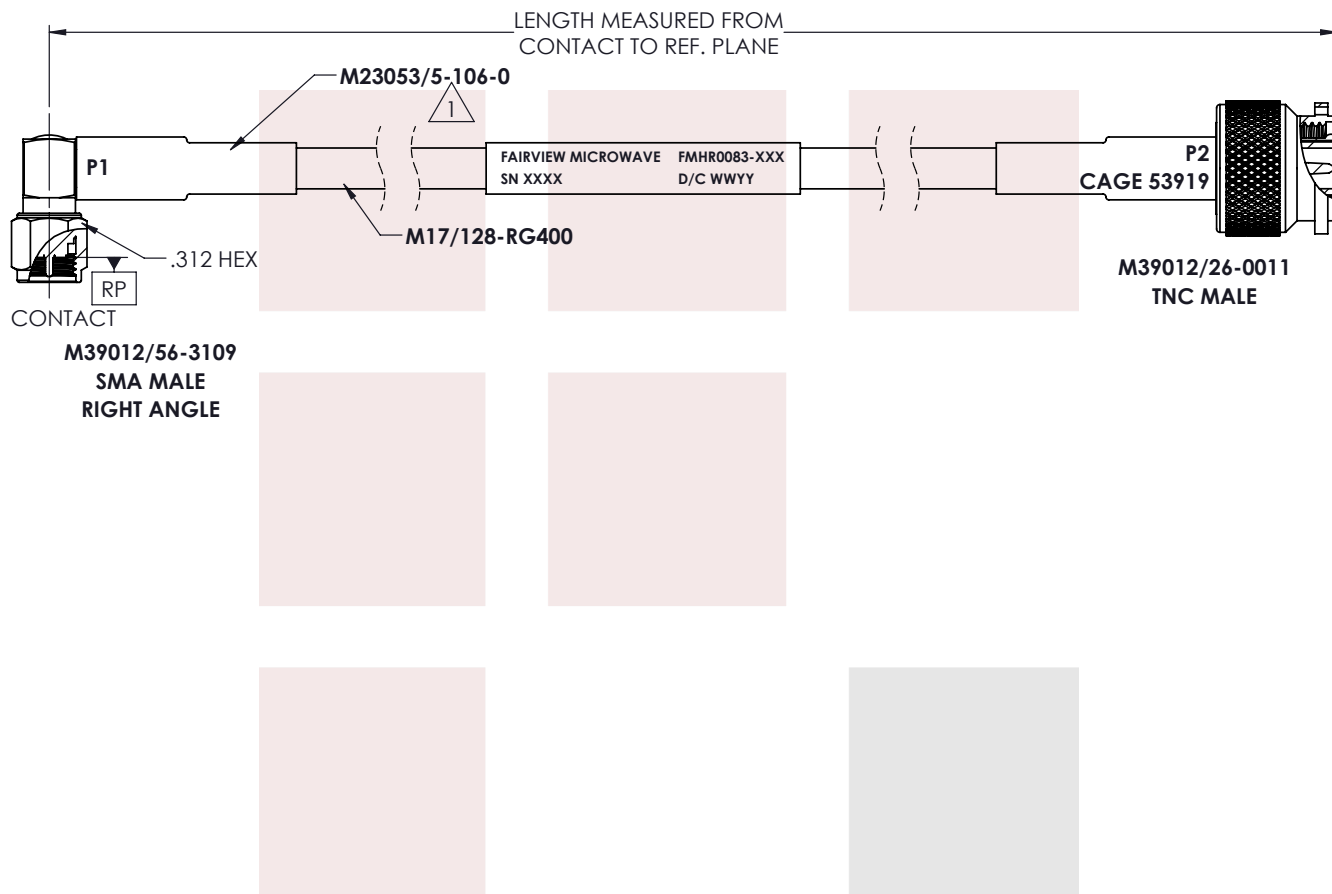 LENGTH MEASURED FROM
CONTACT TO REF. PLANE
M23053/5-106-0
1
P1
FAIRVIEW MICROWAVE FMHR0083-XXX
SN XXXX D/C WWYY
P2
CAGE 53919
M17/128-RG400
.312 HEX
RP
CONTACT
M39012/56-3109
SMA MALE
RIGHT ANGLE
M39012/26-0011
TNC MALE